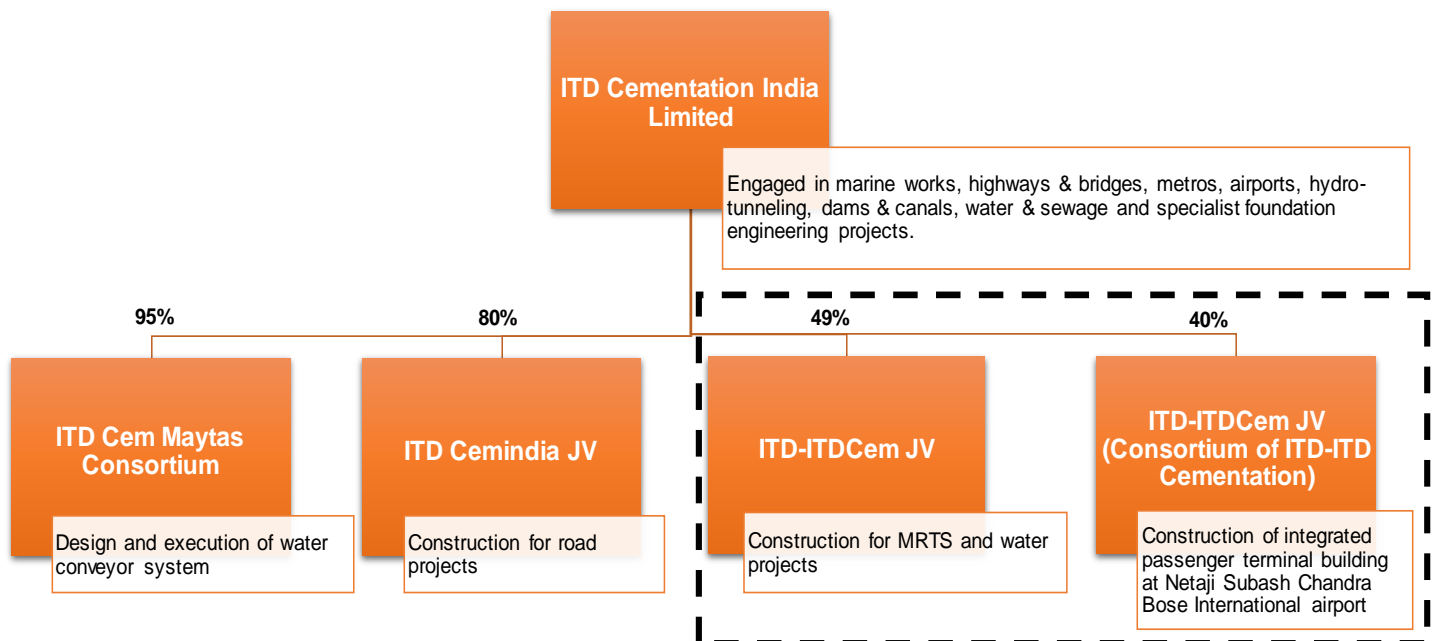 ITD Cementation India
Limited
Engaged in marine works, highways & bridges, metros, airports, hydro-
tunneling, dams & canals, water & sewage and specialist foundation
engineering projects.
95%
80%
49%
40%
ITD Cem Maytas
Consortium
Design and execution of water
conveyor system
ITD Cemindia JV
Construction for road
projects
ITD-ITDCem JV
Construction for MRTS and water
projects
ITD-ITDCem JV
(Consortium of ITD-ITD
Cementation)
Construction of integrated
passenger terminal building
at Netaji Subash Chandra
Bose International airport